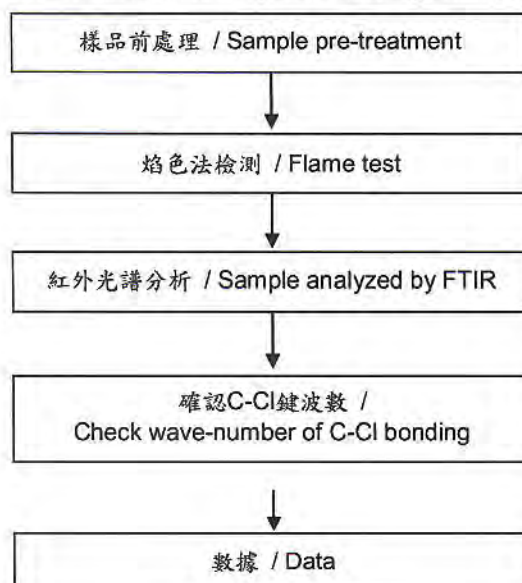 樣品前處理 / Sample pre-treatment
焰色法檢測 / Flame test
紅外光譜分析 / Sample analyzed by FTIR
確認C-Cl鍵波數 /
Check wave-number of C-Cl bonding
數據 / Data